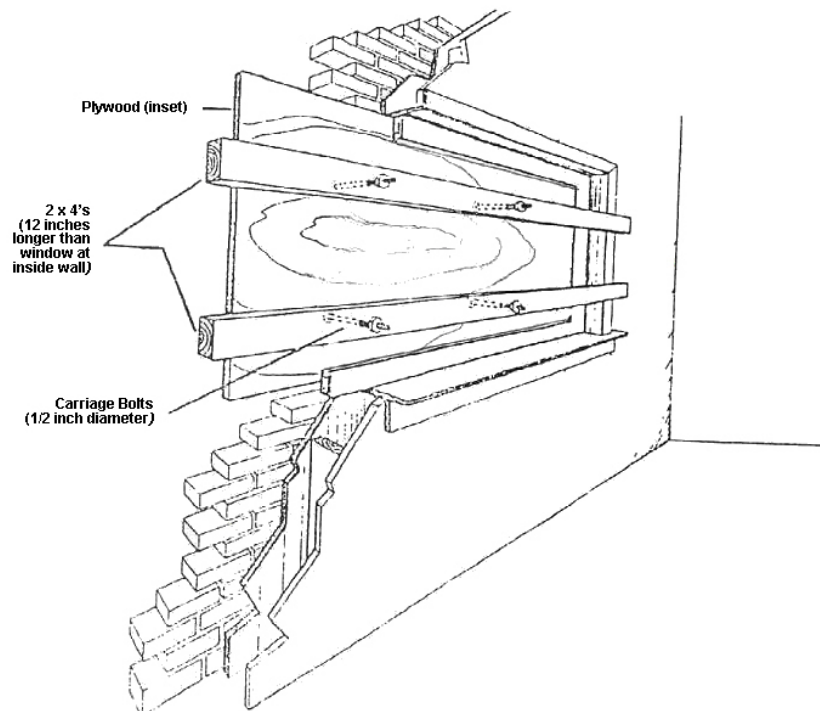 Plywood (inset)
2 x 4's
(12 inches
longer than
window at
inside wall)
Carriage Bolts
(1/2 inch diameter)